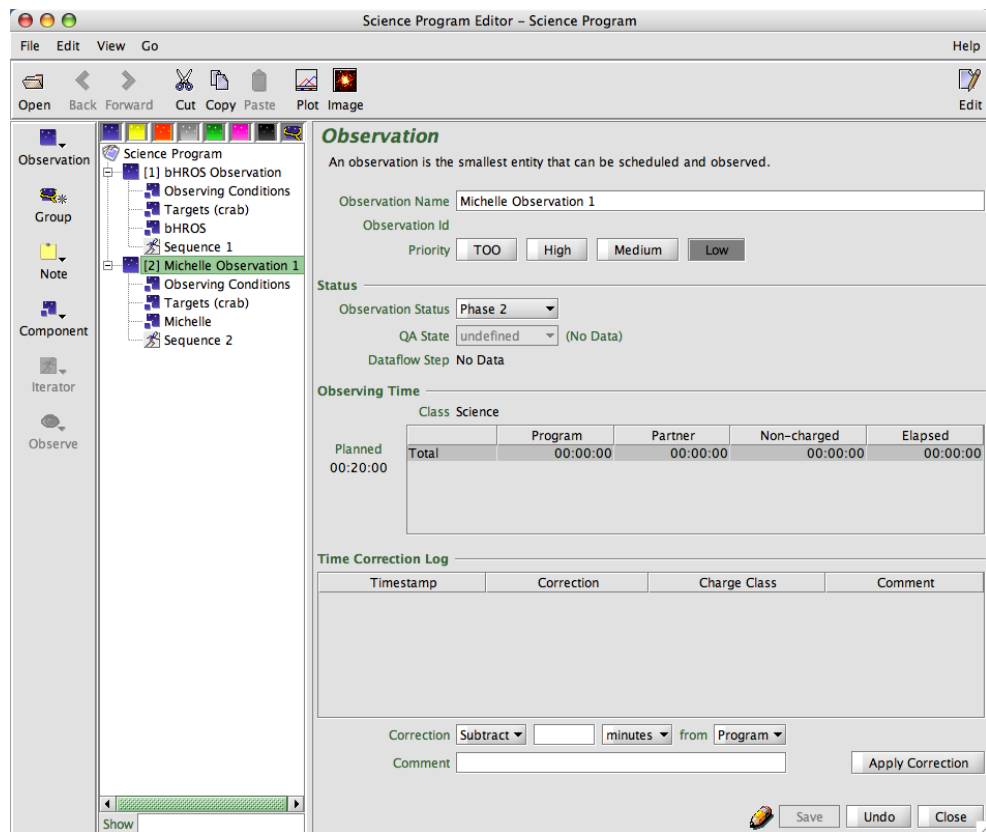 Science Program Editor – Science Program
File Edit View Go Help
Open Back Forward Cut Copy Paste Plot Image Edit
Observation
Group
Note
Component
Iterator
Observe
Science Program
[1] bHROS Observation
Observing Conditions
Targets (crab)
bHROS
Sequence 1
[2] Michelle Observation 1
Observing Conditions
Targets (crab)
Michelle
Sequence 2
Show
Observation
An observation is the smallest entity that can be scheduled and observed.
Observation Name Michelle Observation 1
Observation Id
Priority TOO High Medium Low
Status
Observation Status Phase 2
QA State undefined (No Data)
Dataflow Step No Data
Observing Time
Class Science
Program Partner Non-charged Elapsed
Planned Total 00:00:00 00:00:00 00:00:00 00:00:00
00:20:00
Time Correction Log
Timestamp Correction Charge Class Comment
Correction Subtract minutes from Program
Comment Apply Correction
Save Undo Close